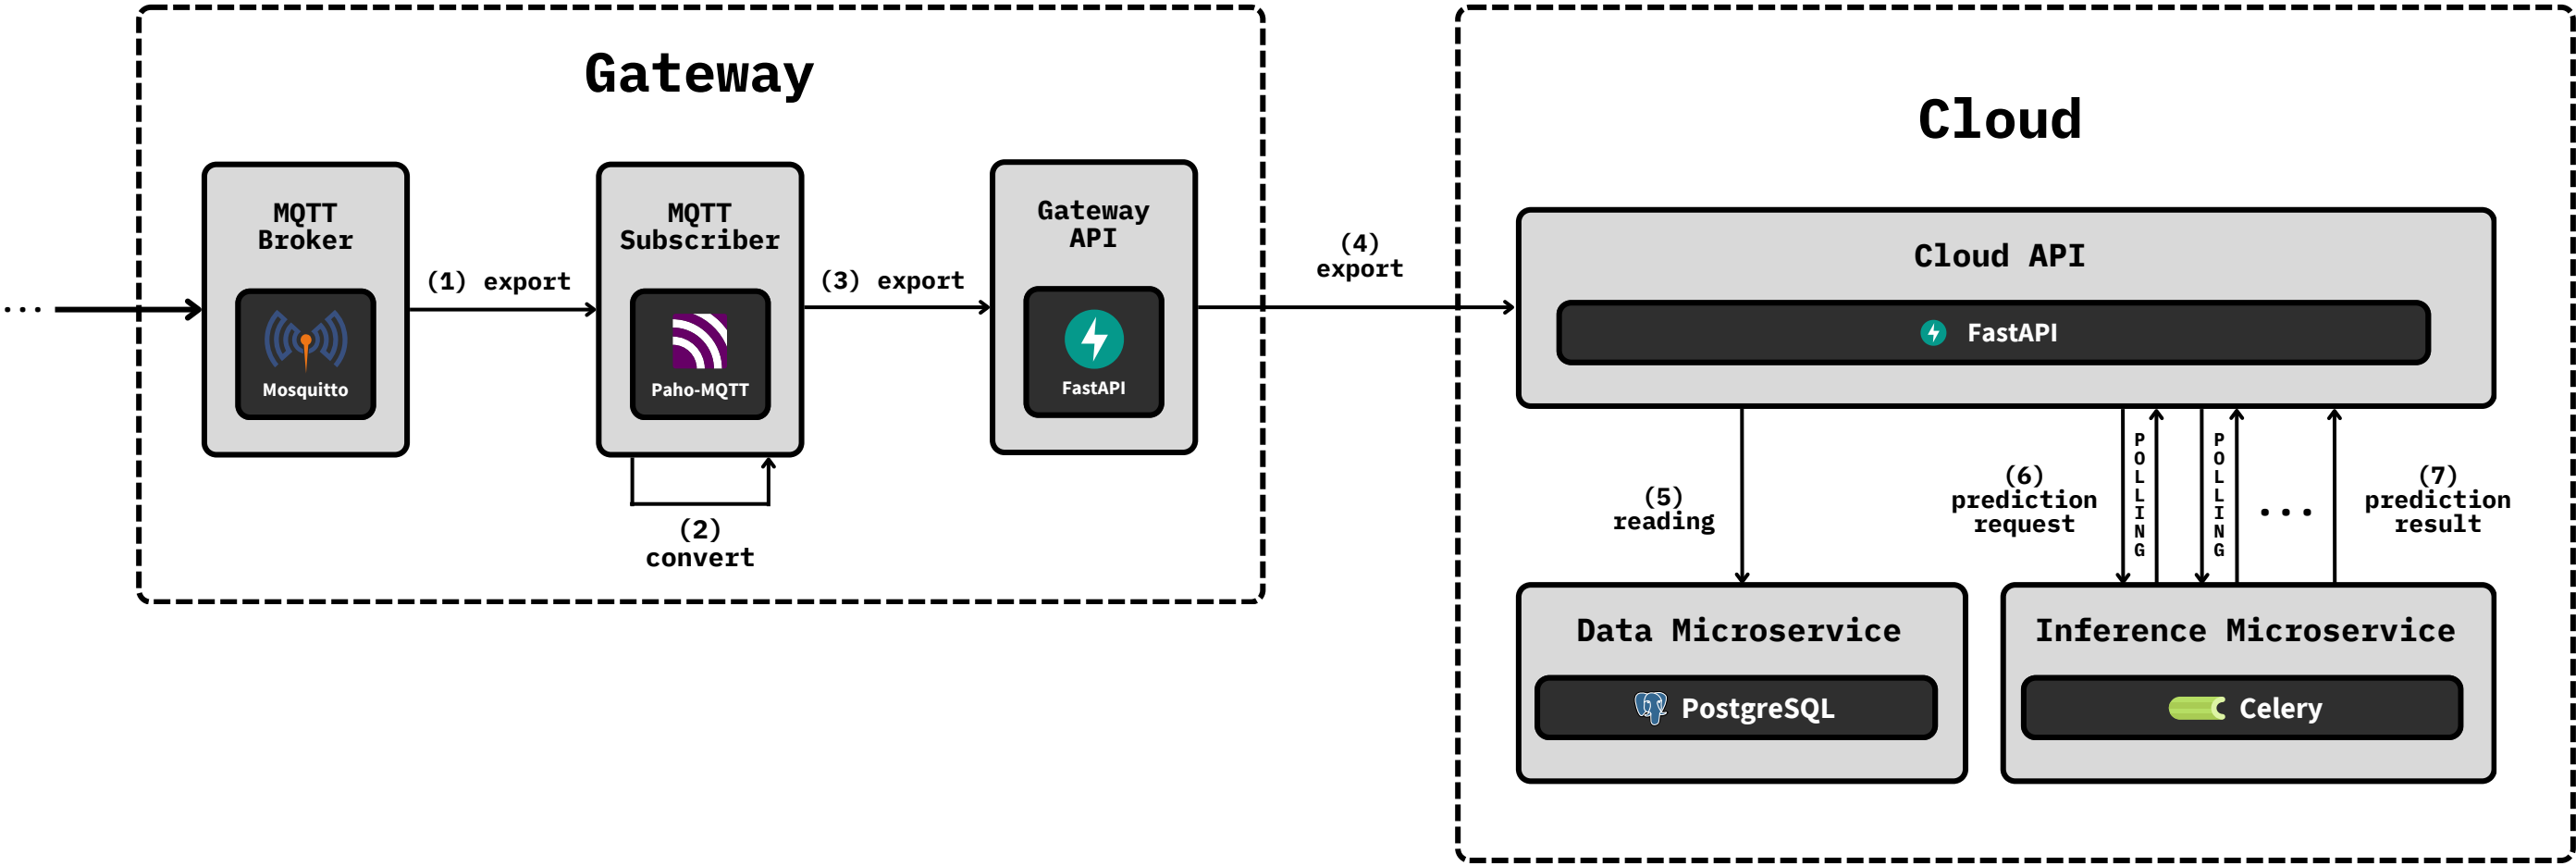 Gateway
MQTT
Broker
Mosquitto
(1) export
MQTT
Subscriber
Paho-MQTT
(2)
convert
(3) export
Gateway
API
FastAPI
(4)
export
...
Cloud
Cloud API
FastAPI
(5)
reading
(6)
prediction
request
POLLING
POLLING
...
(7)
prediction
result
Data Microservice
PostgreSQL
Inference Microservice
Celery